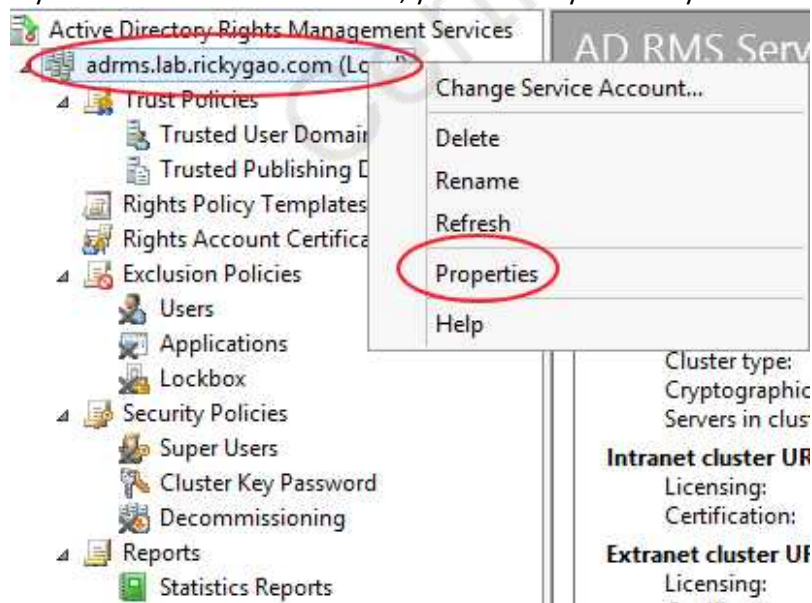 Active Directory Rights Management Services
adrms.lab.rickygao.com (Loc
Trust Policies
Trusted User Domai
Trusted Publishing D
Rights Policy Templates
Rights Account Certifica
Exclusion Policies
Users
Applications
Lockbox
Security Policies
Super Users
Cluster Key Password
Decommissioning
Reports
Statistics Reports
Change Service Account...
Delete
Rename
Refresh
Properties
Help
AD RMS Serv
Cluster type:
Cryptographic
Servers in clus
Intranet cluster UR
Licensing:
Certification:
Extranet cluster UR
Licensing: